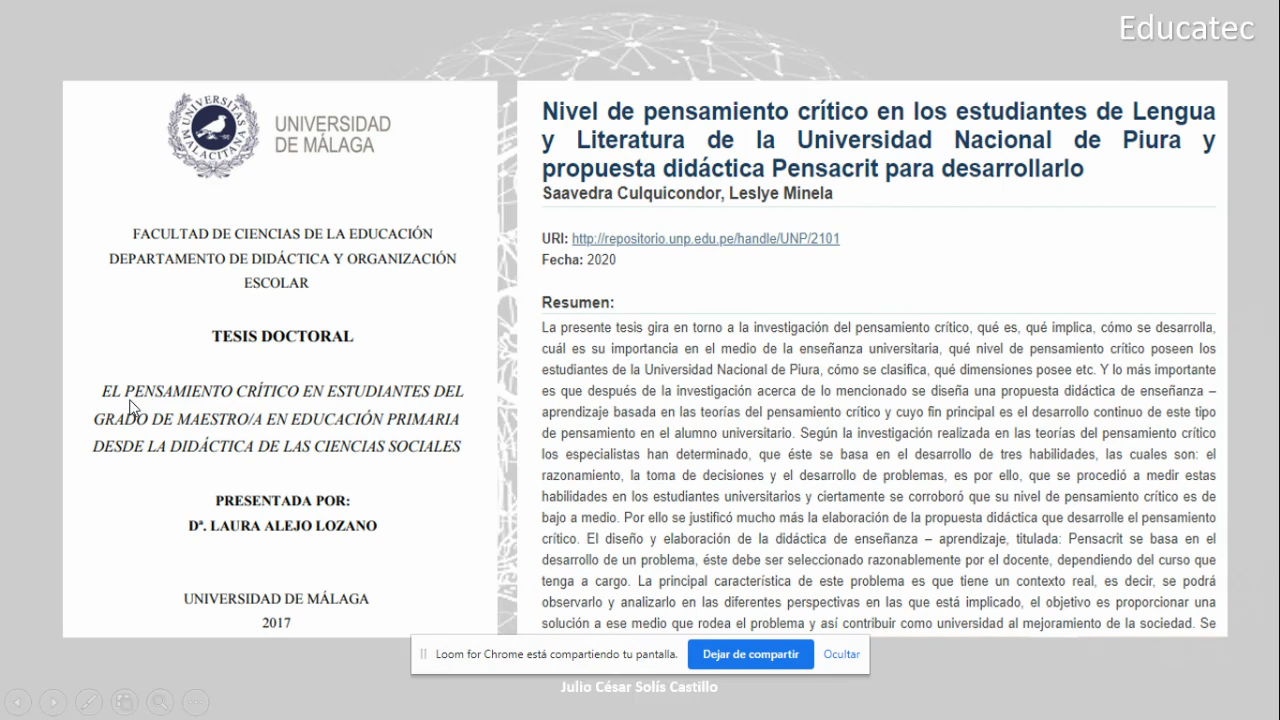 Educatec
UNIVERSITAS MALACITANA
UNIVERSIDAD
DE MÁLAGA
FACULTAD DE CIENCIAS DE LA EDUCACIÓN
DEPARTAMENTO DE DIDÁCTICA Y ORGANIZACIÓN
ESCOLAR
TESIS DOCTORAL
EL PENSAMIENTO CRÍTICO EN ESTUDIANTES DEL
GRADO DE MAESTRO/A EN EDUCACIÓN PRIMARIA
DESDE LA DIDÁCTICA DE LAS CIENCIAS SOCIALES
PRESENTADA POR:
Dª. LAURA ALEJO LOZANO
UNIVERSIDAD DE MÁLAGA
2017
Nivel de pensamiento crítico en los estudiantes de Lengua
y Literatura de la Universidad Nacional de Piura y
propuesta didáctica Pensacrit para desarrollarlo
Saavedra Culquicondor, Leslye Minela
URI: http://repositorio.unp.edu.pe/handle/UNP/2101
Fecha: 2020
Resumen:
La presente tesis gira en torno a la investigación del pensamiento crítico, qué es, qué implica, cómo se desarrolla,
cuál es su importancia en el medio de la enseñanza universitaria, qué nivel de pensamiento crítico poseen los
estudiantes de la Universidad Nacional de Piura, cómo se clasifica, qué dimensiones posee etc. Y lo más importante
es que después de la investigación acerca de lo mencionado se diseña una propuesta didáctica de enseñanza –
aprendizaje basada en las teorías del pensamiento crítico y cuyo fin principal es el desarrollo continuo de este tipo
de pensamiento en el alumno universitario. Según la investigación realizada en las teorías del pensamiento crítico
los especialistas han determinado, que éste se basa en el desarrollo de tres habilidades, las cuales son: el
razonamiento, la toma de decisiones y el desarrollo de problemas, es por ello, que se procedió a medir estas
habilidades en los estudiantes universitarios y ciertamente se corroboró que su nivel de pensamiento crítico es de
bajo a medio. Por ello se justificó mucho más la elaboración de la propuesta didáctica que desarrolle el pensamiento
crítico. El diseño y elaboración de la didáctica de enseñanza – aprendizaje, titulada: Pensacrit se basa en el
desarrollo de un problema, éste debe ser seleccionado razonablemente por el docente, dependiendo del curso que
tenga a cargo. La principal característica de este problema es que tiene un contexto real, es decir, se podrá
observarlo y analizarlo en las diferentes perspectivas en las que está implicado, el objetivo es proporcionar una
solución a ese medio que rodea el problema y así contribuir como universidad al mejoramiento de la sociedad. Se
Loom for Chrome está compartiendo tu pantalla.
Dejar de compartir
Ocultar
Julio César Solís Castillo